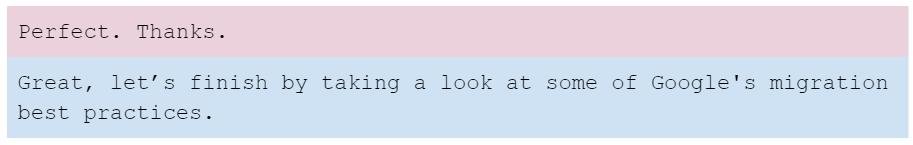 Perfect. Thanks.
Great, let’s finish by taking a look at some of Google's migration
best practices.